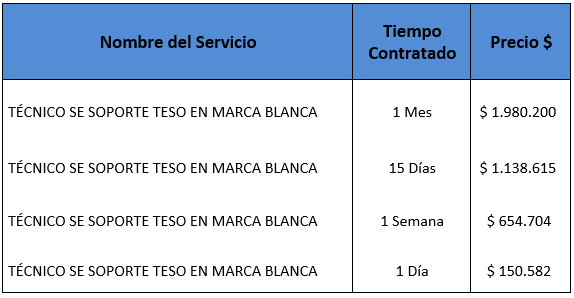 Nombre del Servicio
Tiempo
Contratado
Precio $
TÉCNICO SE SOPORTE TESO EN MARCA BLANCA 1 Mes $ 1.980.200
TÉCNICO SE SOPORTE TESO EN MARCA BLANCA 15 Días $ 1.138.615
TÉCNICO SE SOPORTE TESO EN MARCA BLANCA 1 Semana $ 654.704
TÉCNICO SE SOPORTE TESO EN MARCA BLANCA 1 Día $ 150.582